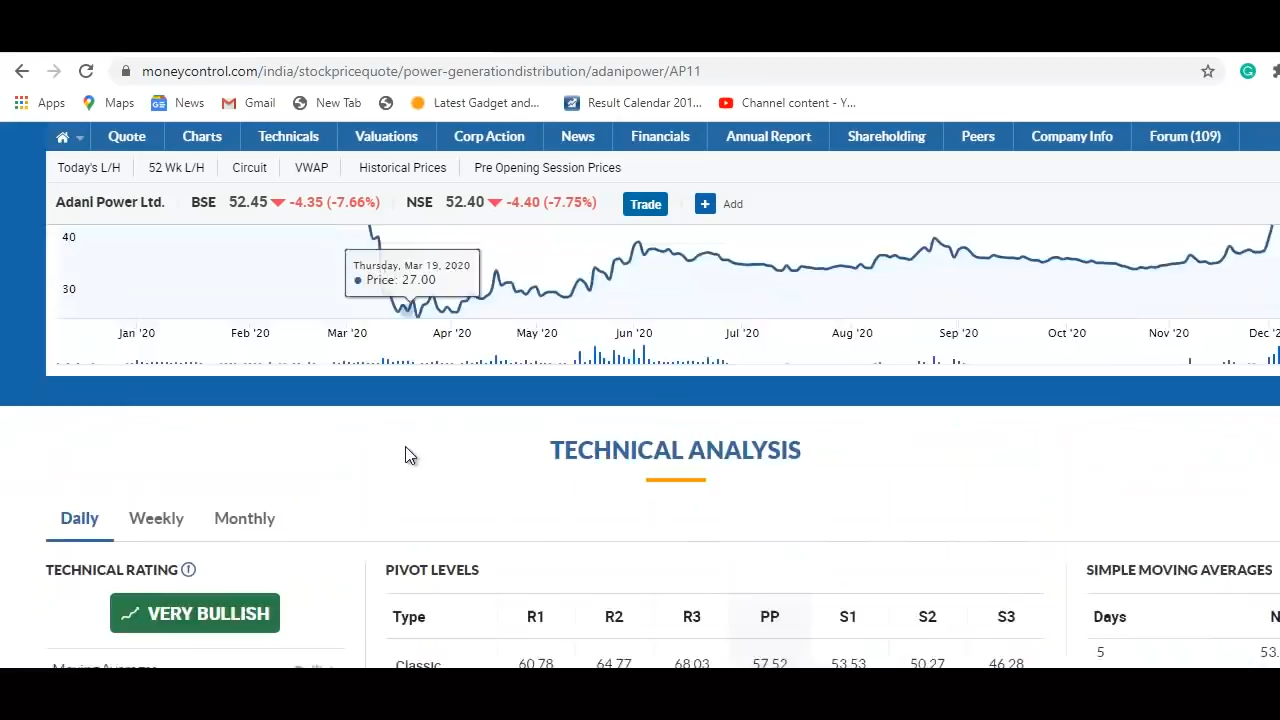 moneycontrol.com/india/stockpricequote/power-generationdistribution/adanipower/AP11
Apps Maps News Gmail New Tab Latest Gadget and... Result Calendar 201... Channel content - Y...
Quote Charts Technicals Valuations Corp Action News Financials Annual Report Shareholding Peers Company Info Forum (109)
Today's L/H 52 Wk L/H Circuit VWAP Historical Prices Pre Opening Session Prices
Adani Power Ltd. BSE 52.45 -4.35 (-7.66%) NSE 52.40 -4.40 (-7.75%) Trade + Add
40
Thursday, Mar 19, 2020
Price: 27.00
30
Jan '20 Feb '20 Mar '20 Apr '20 May '20 Jun '20 Jul '20 Aug '20 Sep '20 Oct '20 Nov '20 Dec '2
TECHNICAL ANALYSIS
Daily Weekly Monthly
TECHNICAL RATING PIVOT LEVELS SIMPLE MOVING AVERAGES
VERY BULLISH
Type R1 R2 R3 PP S1 S2 S3 Days N
Classic 60.78 64.77 68.03 57.52 53.53 50.27 46.28 5 53.